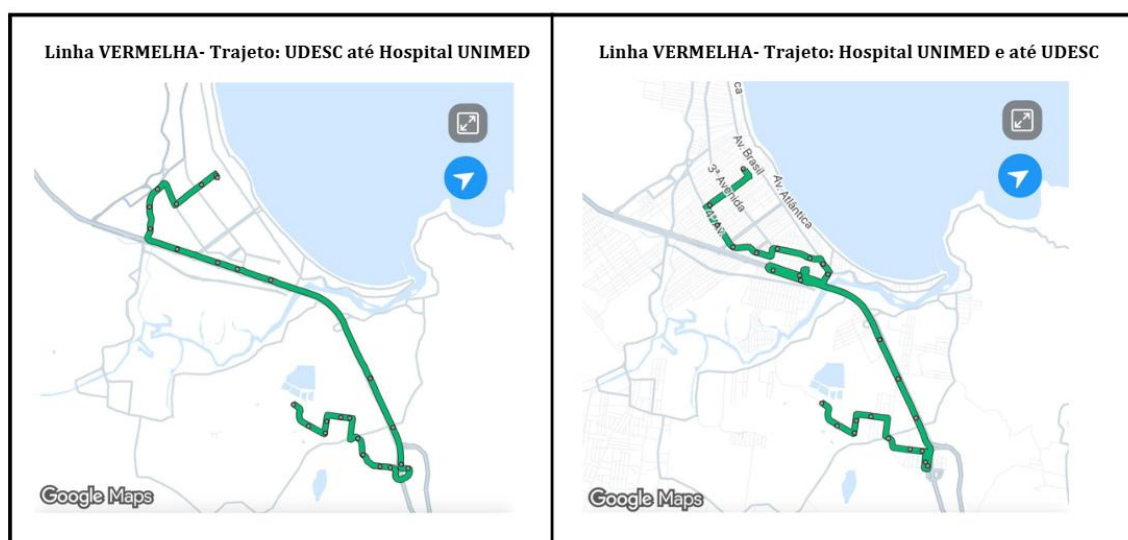 Linha VERMELHA- Trajeto: UDESC até Hospital UNIMED
Google Maps
Linha VERMELHA- Trajeto: Hospital UNIMED e até UDESC
Av. Brasil
3ª Avenida
Av. Atlântica
Google Maps